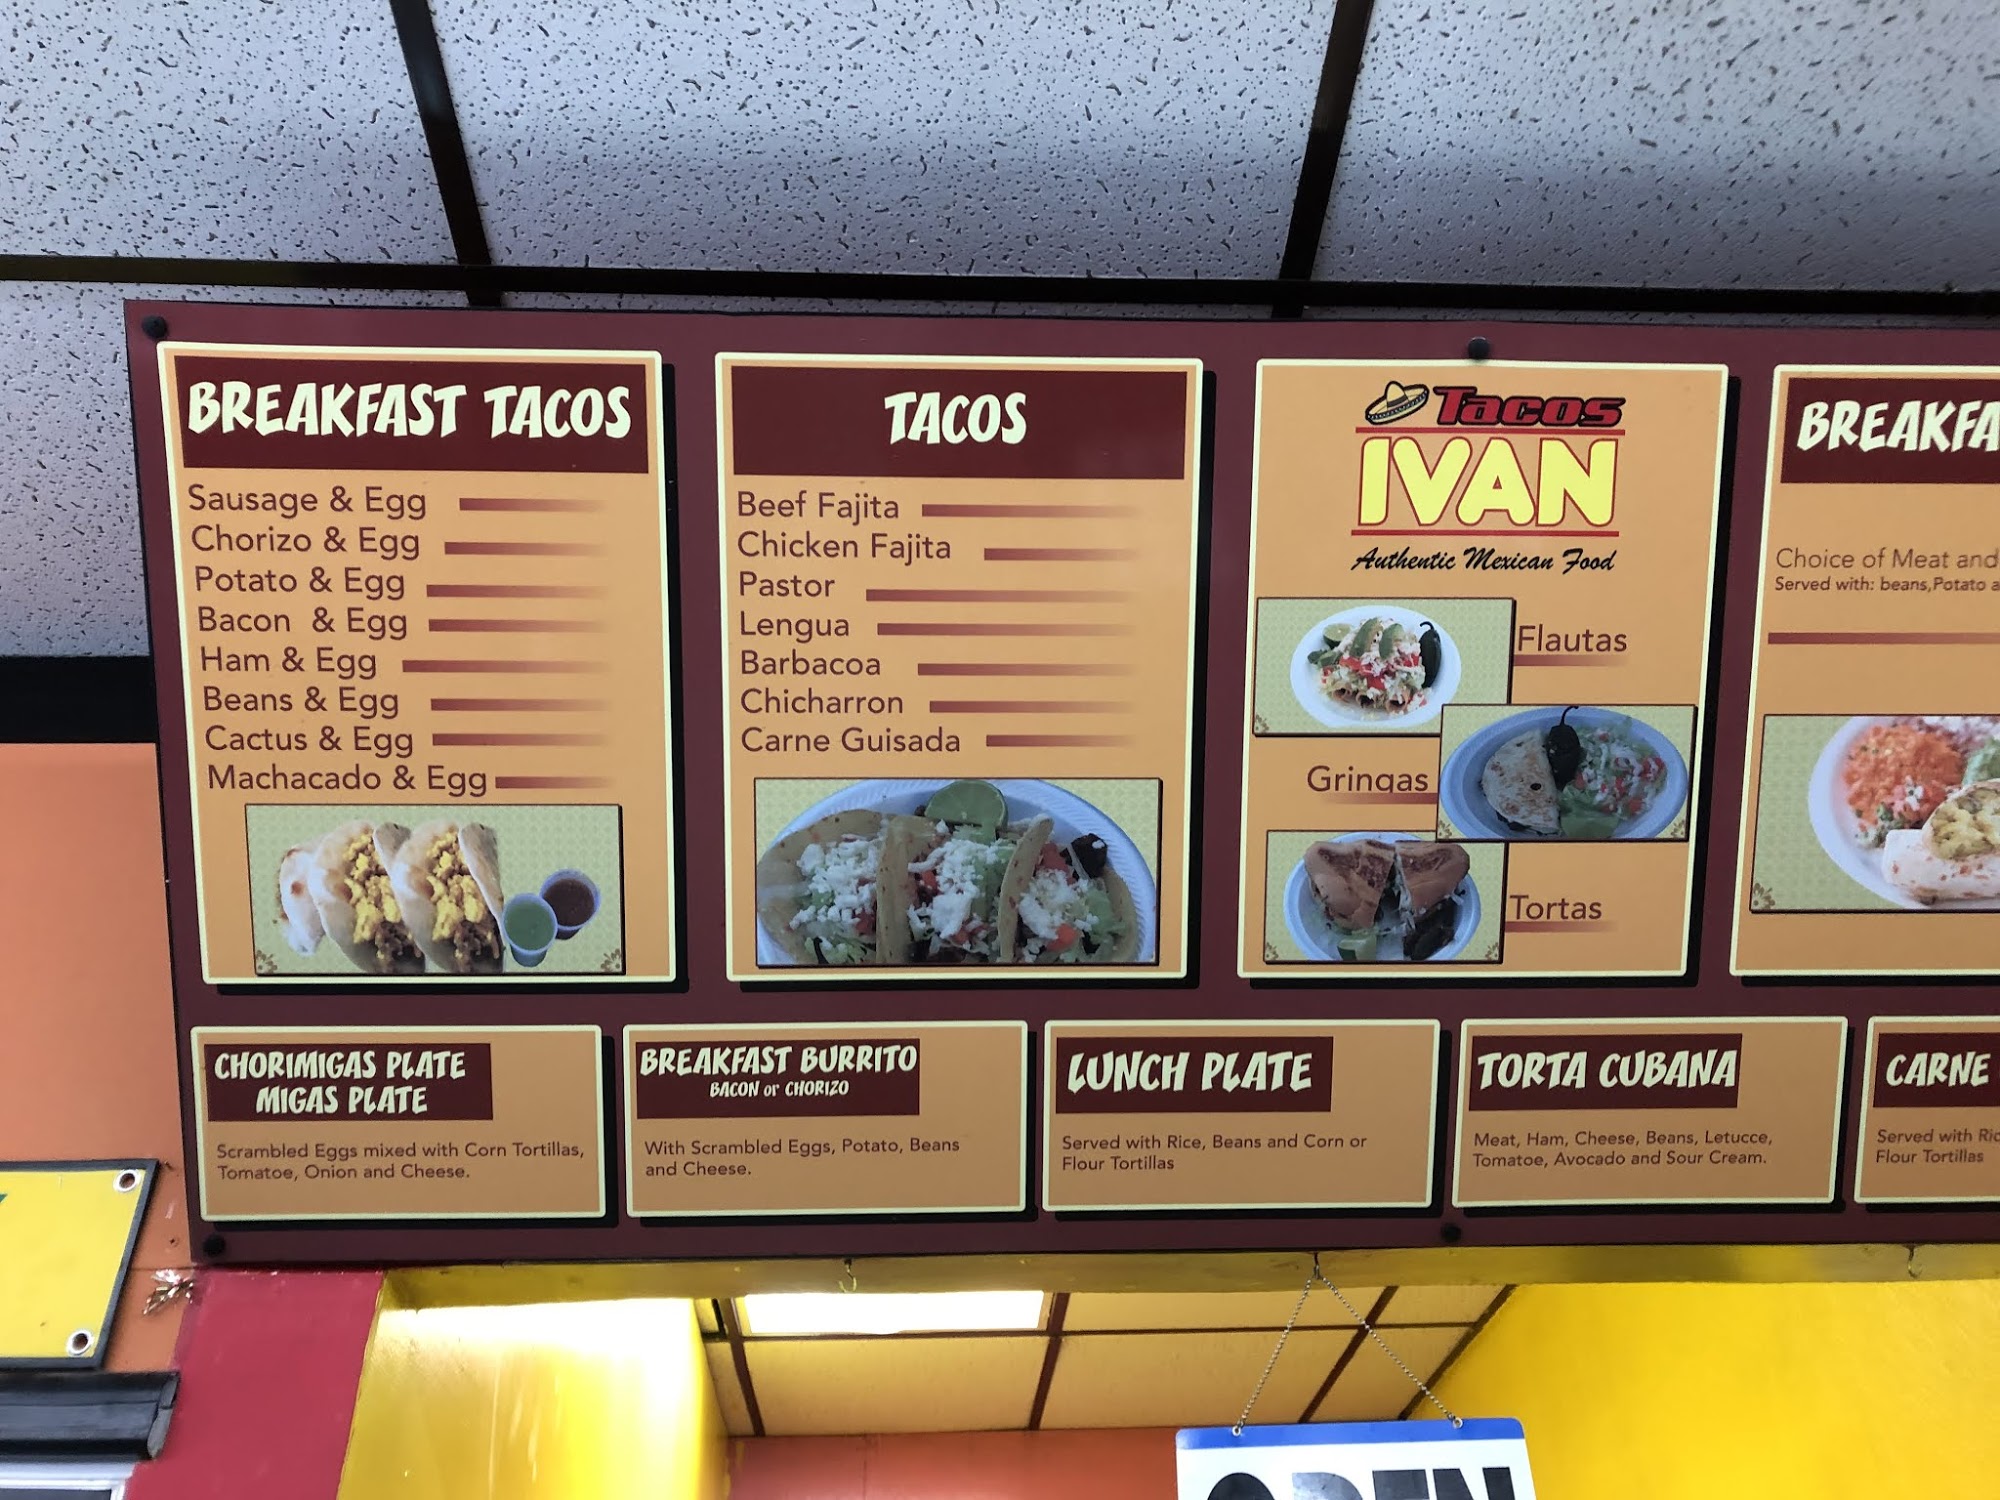 BREAKFAST TACOS
Sausage & Egg
Chorizo & Egg
Potato & Egg
Bacon & Egg
Ham & Egg
Beans & Egg
Cactus & Egg
Machacado & Egg
TACOS
Beef Fajita
Chicken Fajita
Pastor
Lengua
Barbacoa
Chicharron
Carne Guisada
Tacos
IVAN
Authentic Mexican Food
Flautas
Gringas
Tortas
BREAKFA
Choice of Meat and
Served with: beans,Potato a
CHORIMIGAS PLATE
MIGAS PLATE
Scrambled Eggs mixed with Corn Tortillas,
Tomatoe, Onion and Cheese.
BREAKFAST BURRITO
BACON or CHORIZO
With Scrambled Eggs, Potato, Beans
and Cheese.
LUNCH PLATE
Served with Rice, Beans and Corn or
Flour Tortillas
TORTA CUBANA
Meat, Ham, Cheese, Beans, Letucce,
Tomatoe, Avocado and Sour Cream.
CARNE
Served with Ric
Flour Tortillas
OPEN